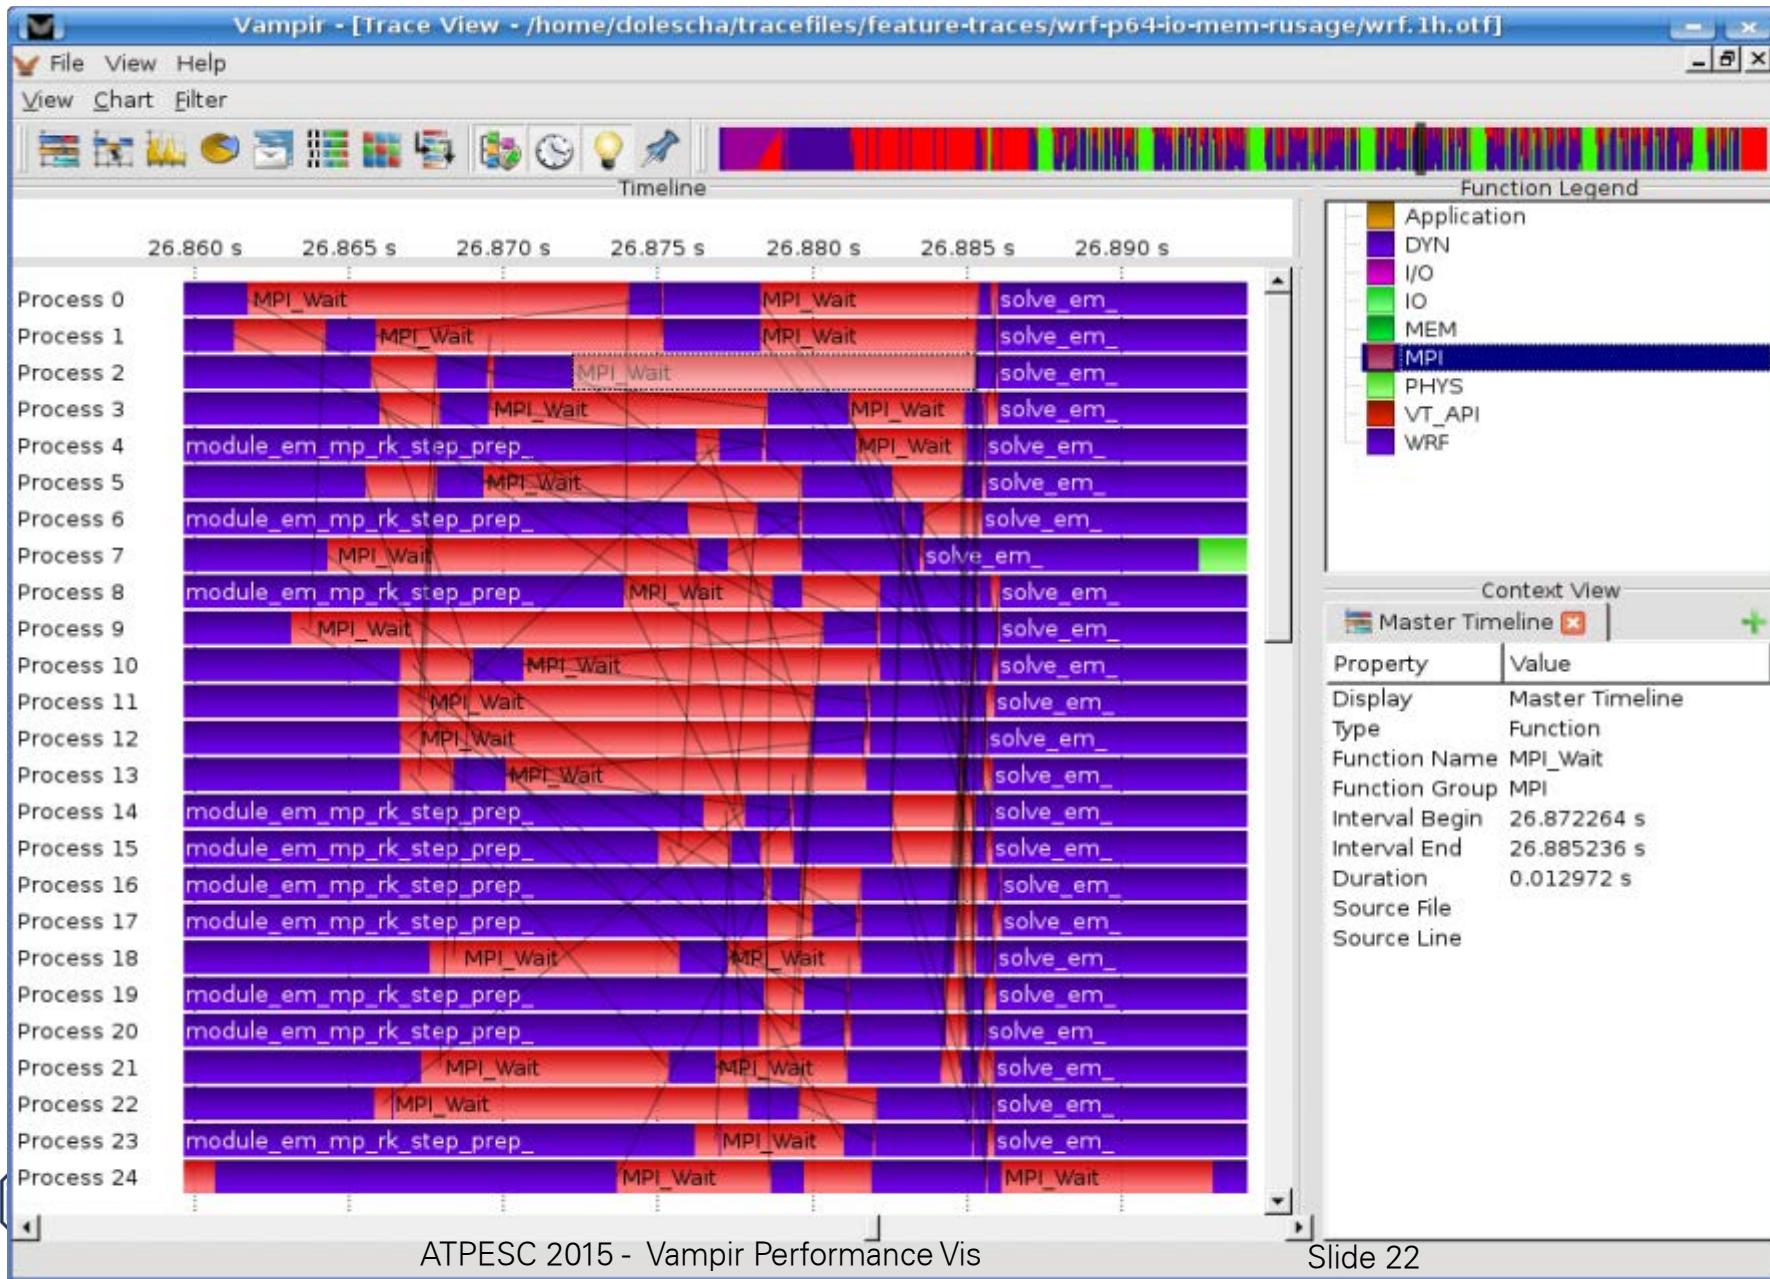 Vampir - [Trace View - /home/dolescha/tracefiles/feature-traces/wrf-p64-io-mem-rusage/wrf.1h.otf]
File View Help
View Chart Filter
Timeline
26.860 s 26.865 s 26.870 s 26.875 s 26.880 s 26.885 s 26.890 s
Process 0 MPI_Wait MPI_Wait solve_em_
Process 1 MPI_Wait MPI_Wait solve_em_
Process 2 MPI_Wait solve_em_
Process 3 MPI_Wait MPI_Wait solve_em_
Process 4 module_em_mp_rk_step_prep_ MPI_Wait solve_em_
Process 5 MPI_Wait solve_em_
Process 6 module_em_mp_rk_step_prep_ solve_em_
Process 7 MPI_Wait solve_em_
Process 8 module_em_mp_rk_step_prep_ MPI_Wait solve_em_
Process 9 MPI_Wait solve_em_
Process 10 MPI_Wait solve_em_
Process 11 MPI_Wait solve_em_
Process 12 MPI_Wait solve_em_
Process 13 MPI_Wait solve_em_
Process 14 module_em_mp_rk_step_prep_ solve_em_
Process 15 module_em_mp_rk_step_prep_ solve_em_
Process 16 module_em_mp_rk_step_prep_ solve_em_
Process 17 module_em_mp_rk_step_prep_ solve_em_
Process 18 MPI_Wait MPI_Wait solve_em_
Process 19 module_em_mp_rk_step_prep_ solve_em_
Process 20 module_em_mp_rk_step_prep_ solve_em_
Process 21 MPI_Wait MPI_Wait solve_em_
Process 22 MPI_Wait solve_em_
Process 23 module_em_mp_rk_step_prep_ MPI_Wait solve_em_
Process 24 MPI_Wait MPI_Wait
Function Legend
Application
DYN
I/O
IO
MEM
MPI
PHYS
VT_API
WRF
Context View
Master Timeline
Property Value
Display Master Timeline
Type Function
Function Name MPI_Wait
Function Group MPI
Interval Begin 26.872264 s
Interval End 26.885236 s
Duration 0.012972 s
Source File
Source Line
ATPESC 2015 - Vampir Performance Vis
Slide 22